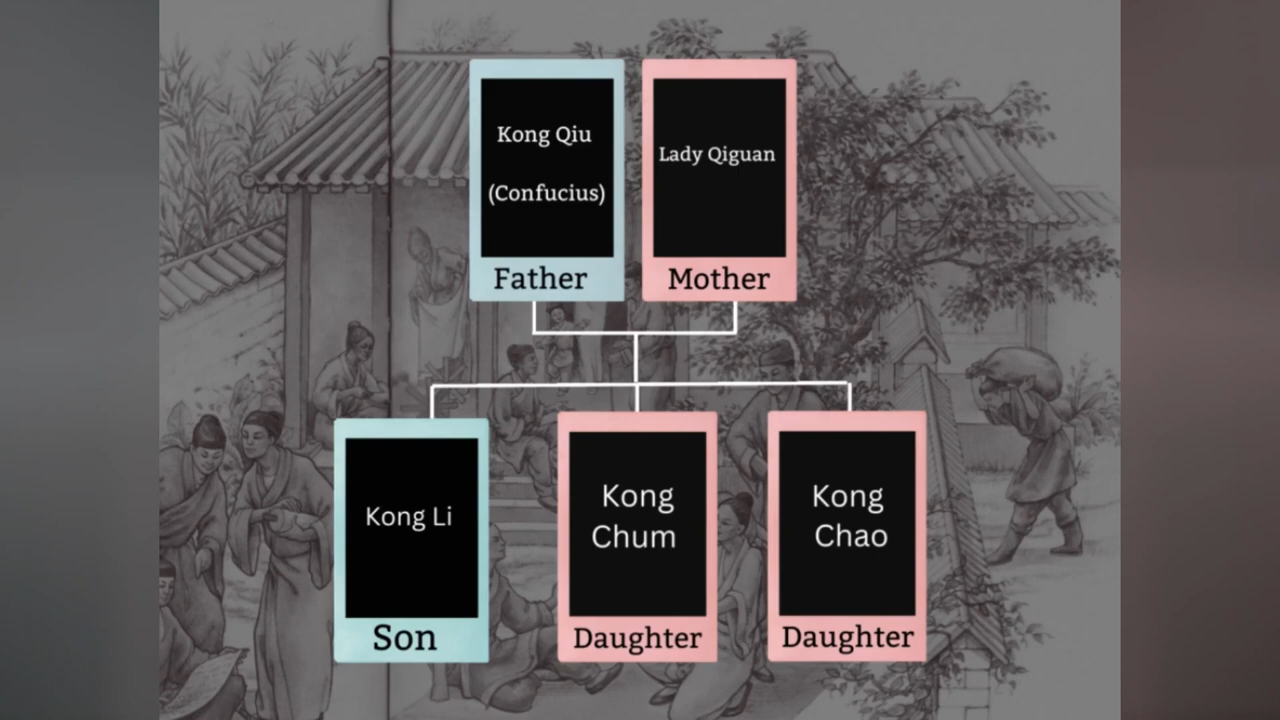 Kong Qiu
(Confucius)
Father
Lady Qiguan
Mother
Kong Li
Son
Kong
Chum
Daughter
Kong
Chao
Daughter